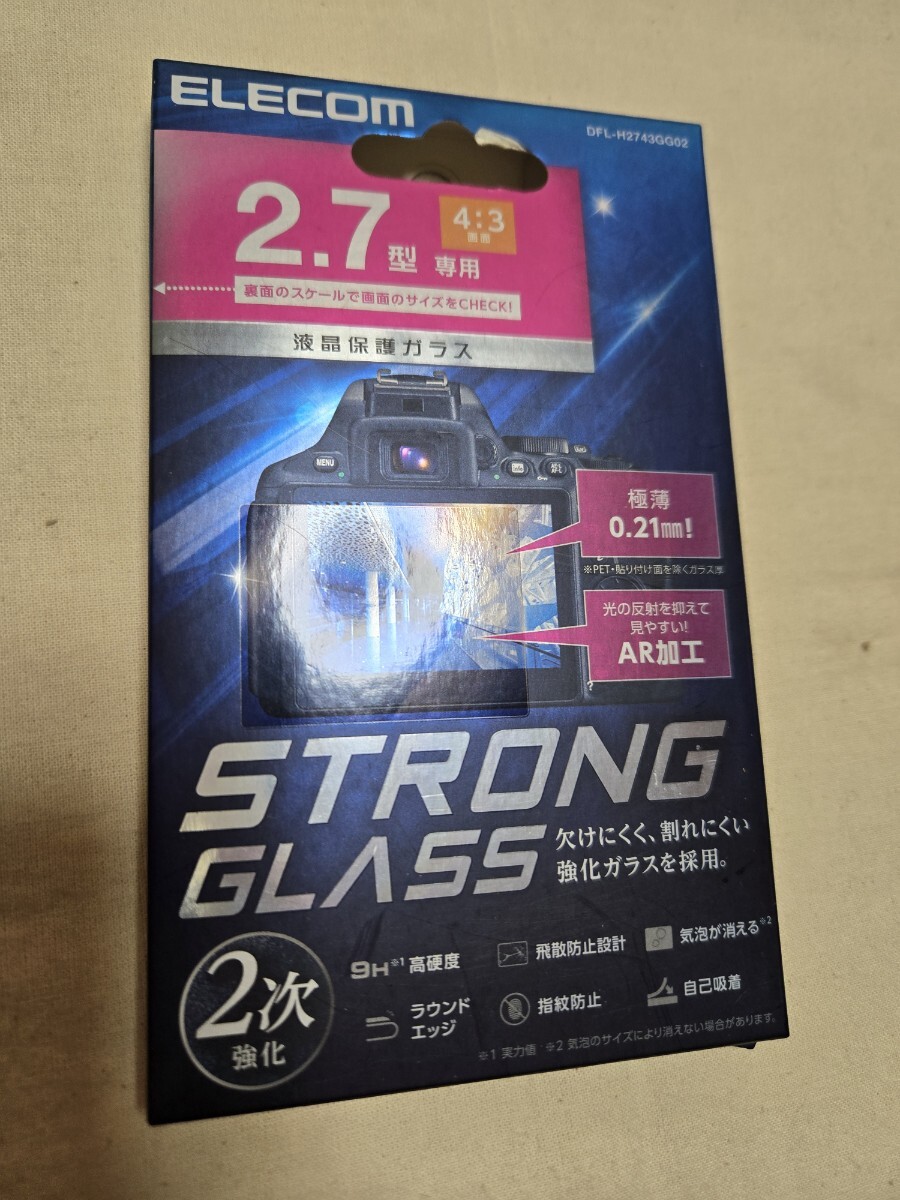 ELECOM
DFL-H2743GG02
2.7型 専用
4:3
画面
裏面のスケールで画面のサイズをCHECK!
液晶保護ガラス
MENU
極薄
0.21mm!
※PET・貼り付け面を除くガラス厚
光の反射を抑えて
見やすい!
AR加工
STRONG
GLASS
欠けにくく、割れにくい
強化ガラスを採用。
2次
強化
9H※1高硬度
飛散防止設計
気泡が消える※2
ラウンド
エッジ
指紋防止
自己吸着
※1 実力値 ※2 気泡のサイズにより消えない場合があります。